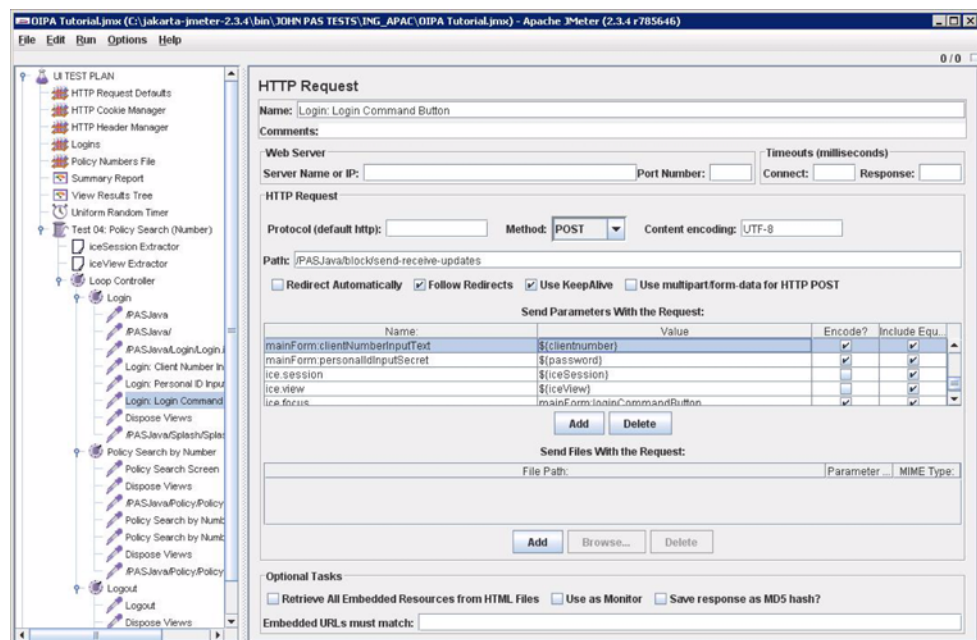 OIPA Tutorial.jmx (C:\jakarta-jmeter-2.3.4\bin\JOHN PAS TESTS\ING_APAC\OIPA Tutorial.jmx) - Apache JMeter (2.3.4 r785646)
File Edit Run Options Help
0 / 0
UI TEST PLAN
HTTP Request Defaults
HTTP Cookie Manager
HTTP Header Manager
Logins
Policy Numbers File
Summary Report
View Results Tree
Uniform Random Timer
Test 04: Policy Search (Number)
iceSession Extractor
iceView Extractor
Loop Controller
Login
/PASJava
/PASJava/
/PASJava/Login/Login.
Login: Client Number In
Login: Personal ID Inpu
Login: Login Command
Dispose Views
/PASJava/Splash/Splas
Policy Search by Number
Policy Search Screen
Dispose Views
/PASJava/Policy/Policy
Policy Search by Numb
Policy Search by Numb
Dispose Views
/PASJava/Policy/Policy
Logout
Logout
Dispose Views
HTTP Request
Name: Login: Login Command Button
Comments:
Web Server
Server Name or IP: Port Number:
Timeouts (milliseconds)
Connect: Response:
HTTP Request
Protocol (default http): Method: POST Content encoding: UTF-8
Path: /PASJava/block/send-receive-updates
Redirect Automatically Follow Redirects Use KeepAlive Use multipart/form-data for HTTP POST
Send Parameters With the Request:
Name: Value Encode? Include Equ...
mainForm:clientNumberInputText ${clientnumber}
mainForm:personalIdInputSecret ${password}
ice.session ${iceSession}
ice.view ${iceView}
ice.focus mainForm:loginCommandButton
Add Delete
Send Files With the Request:
File Path: Parameter ... MIME Type:
Add Browse... Delete
Optional Tasks
Retrieve All Embedded Resources from HTML Files Use as Monitor Save response as MD5 hash?
Embedded URLs must match: